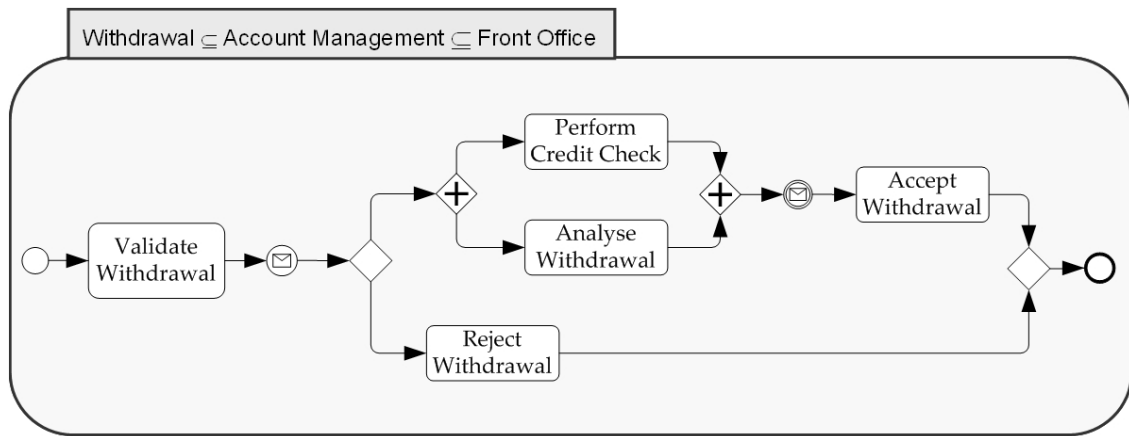 Withdrawal ⊆ Account Management ⊆ Front Office
Perform
Credit Check
Accept
Withdrawal
Validate
Withdrawal
Analyse
Withdrawal
Reject
Withdrawal